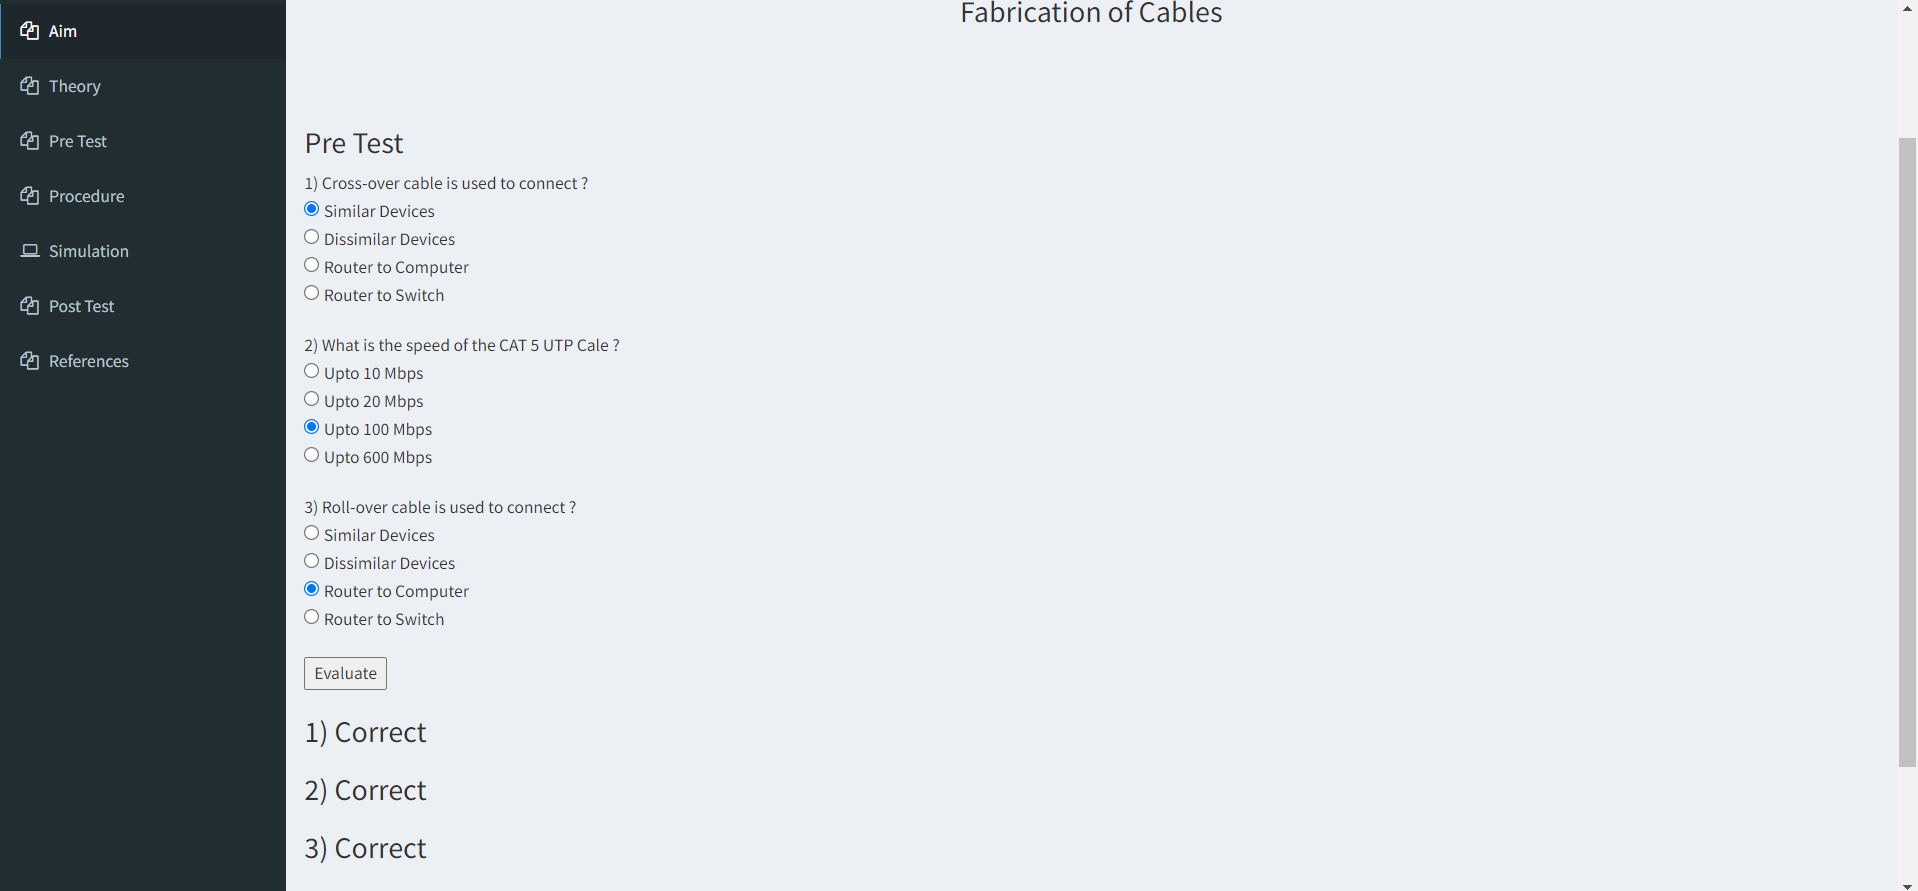 Aim
Theory
Pre Test
Procedure
Simulation
Post Test
References
Fabrication of Cables
Pre Test
1) Cross-over cable is used to connect ?
Similar Devices
Dissimilar Devices
Router to Computer
Router to Switch
2) What is the speed of the CAT 5 UTP Cale ?
Upto 10 Mbps
Upto 20 Mbps
Upto 100 Mbps
Upto 600 Mbps
3) Roll-over cable is used to connect ?
Similar Devices
Dissimilar Devices
Router to Computer
Router to Switch
Evaluate
1) Correct
2) Correct
3) Correct